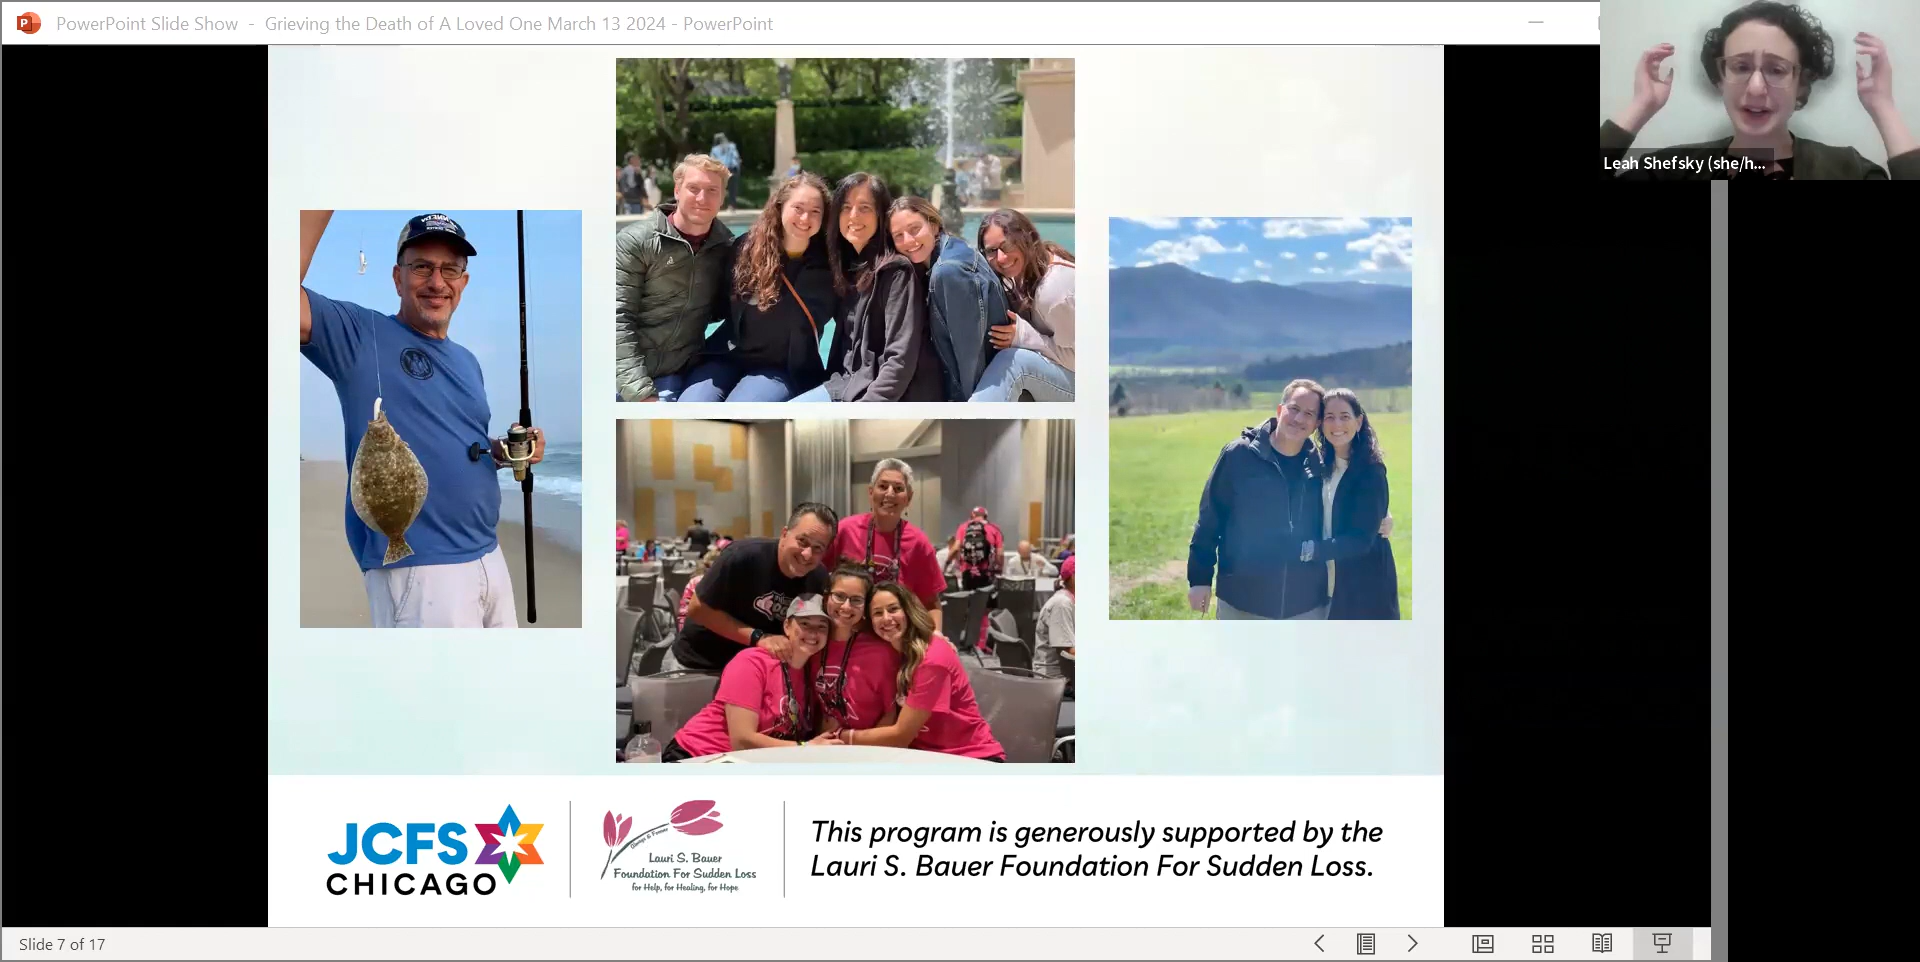 PowerPoint Slide Show - Grieving the Death of A Loved One March 13 2024 - PowerPoint
Leah Shefsky (she/h...
JCFS
CHICAGO
Always & Forever
Lauri S. Bauer
Foundation For Sudden Loss
for Help, for Healing, for Hope
This program is generously supported by the
Lauri S. Bauer Foundation For Sudden Loss.
Slide 7 of 17